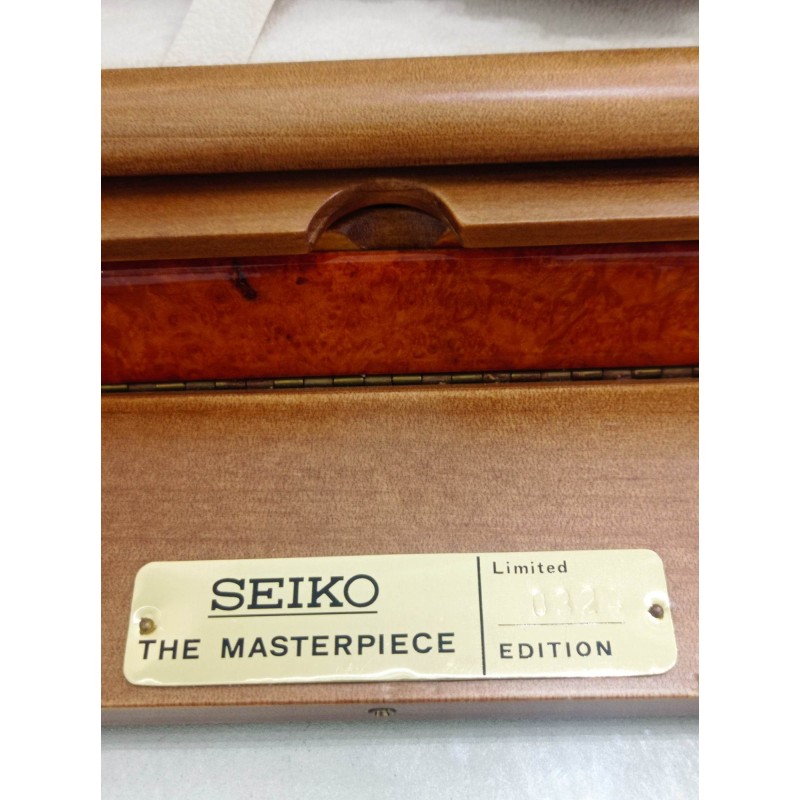 SEIKO
THE MASTERPIECE
Limited
EDITION